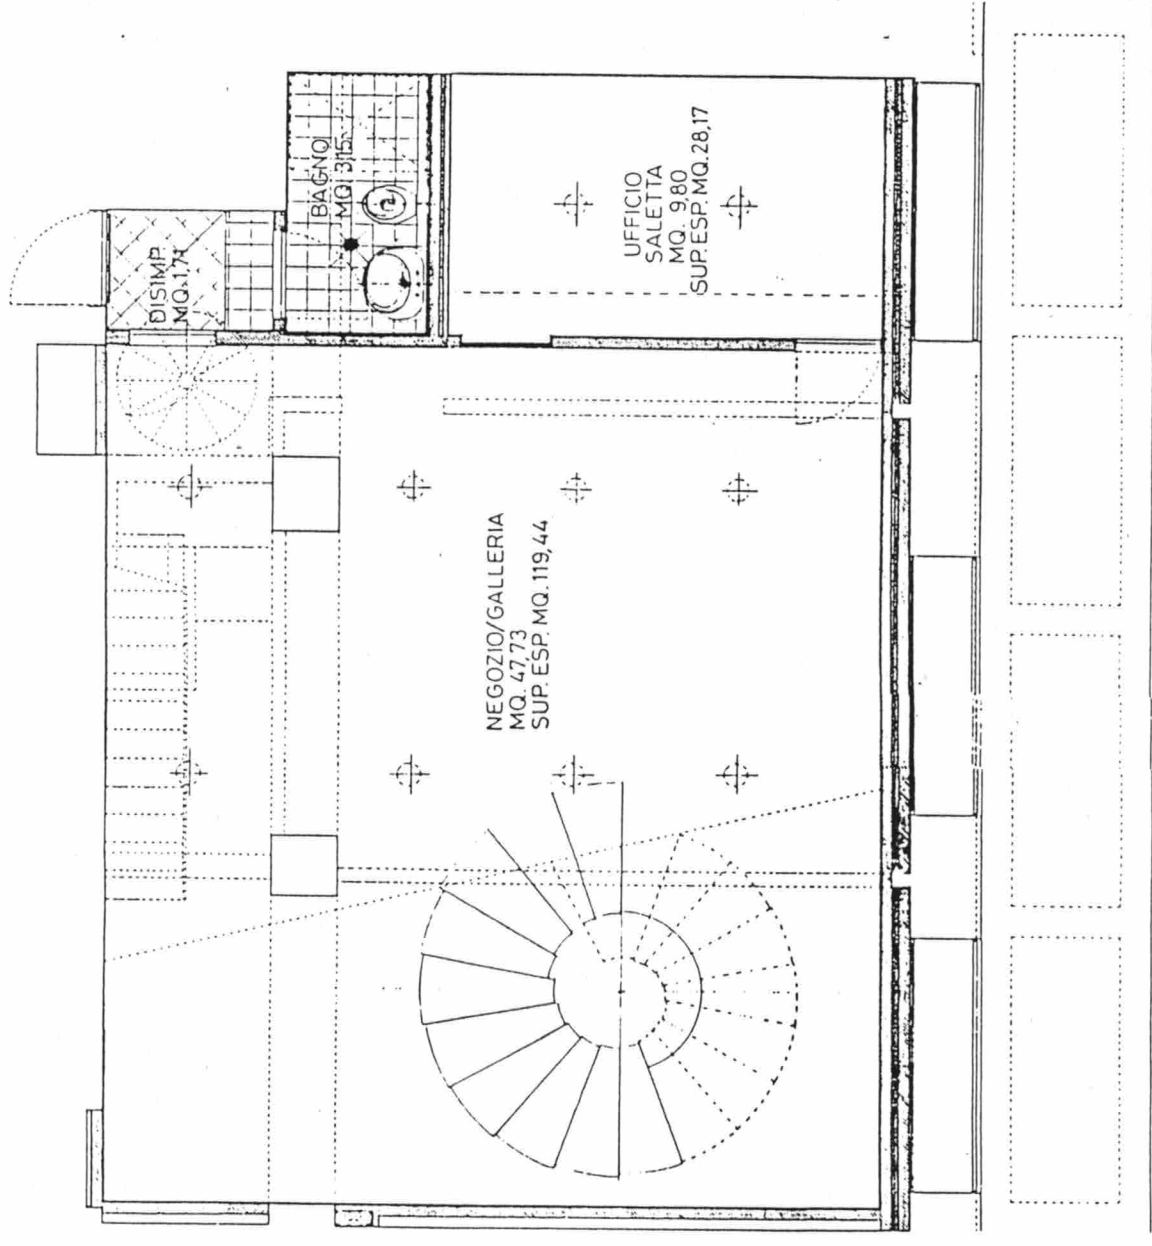 DISIMP.
MQ. 1,71
BAGNO
MQ. 3,15
UFFICIO
SALETTA
MQ. 9,80
SUP. ESP. MQ. 28,17
NEGOZIO/GALLERIA
MQ. 47,73
SUP. ESP. MQ. 119,44